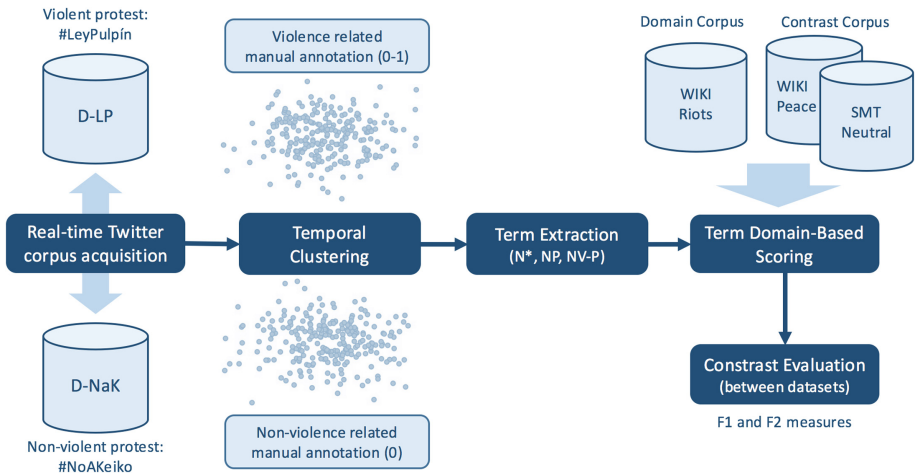 Violent protest:
#LeyPulpín
D-LP
Violence related
manual annotation (0-1)
Domain Corpus
Contrast Corpus
WIKI
Riots
WIKI
Peace
SMT
Neutral
Real-time Twitter
corpus acquisition
Temporal
Clustering
Term Extraction
(N*, NP, NV-P)
Term Domain-Based
Scoring
D-NaK
Constrast Evaluation
(between datasets)
F1 and F2 measures
Non-violence related
manual annotation (0)
Non-violent protest:
#NoAKeiko